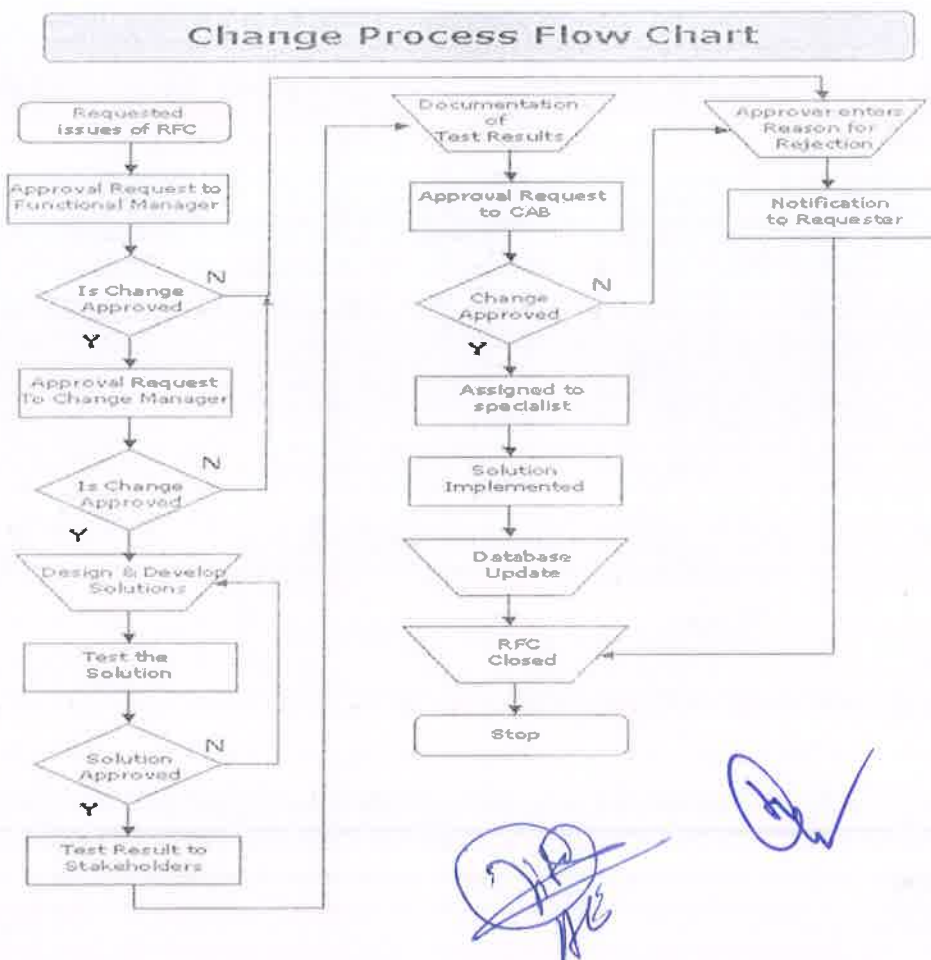 Change Process Flow Chart
Requested
issues of RFC
Approval Request to
Functional Manager
Is Change
Approved
N
Y
Approval Request
To Change Manager
Is Change
Approved
N
Y
Design & Develop
Solutions
Test the
Solution
Solution
Approved
N
Y
Test Result to
Stakeholders
Documentation
of
Test Results
Approval Request
to CAB
Change
Approved
N
Y
Assigned to
specialist
Solution
Implemented
Database
Update
RFC
Closed
Stop
Approver enters
Reason for
Rejection
Notification
to Requester